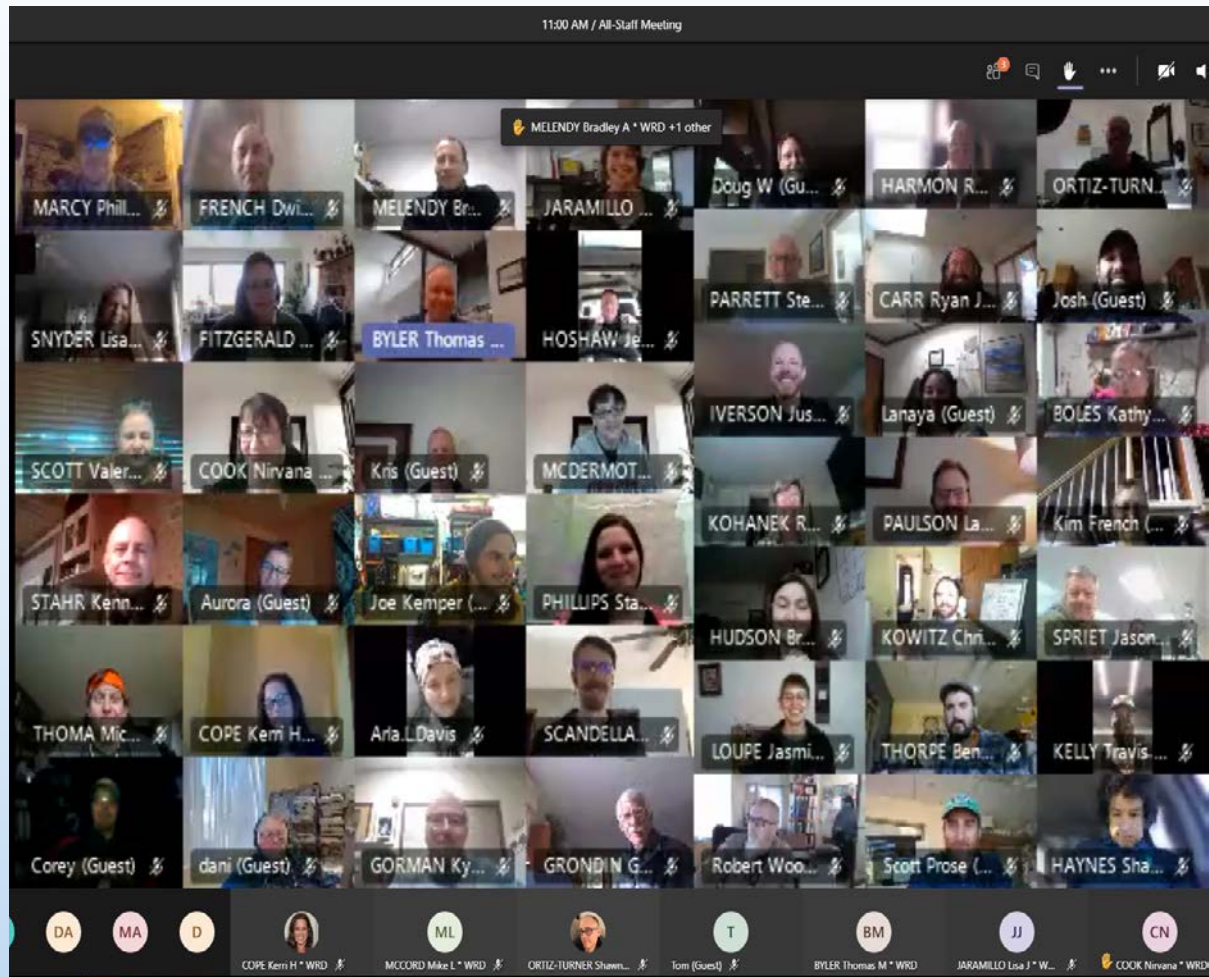 11:00 AM / All-Staff Meeting
3
MELENDY Bradley A * WRD +1 other
MARCY Phill...
FRENCH Dwi...
MELENDY Br...
JARAMILLO ...
Doug W (Gu...
HARMON R...
ORTIZ-TURN...
SNYDER Lisa...
FITZGERALD ...
BYLER Thomas ...
HOSHAW Je...
PARRETT Ste...
CARR Ryan J...
Josh (Guest)
SCOTT Valer...
COOK Nirvana ...
Kris (Guest)
MCDERMOT...
IVERSON Jus...
Lanaya (Guest)
BOLES Kathy...
STAHR Kenn...
Aurora (Guest)
Joe Kemper (...
PHILLIPS Sta...
KOHANEK R...
PAULSON La...
Kim French (...
HUDSON Br...
KOWITZ Chri...
SPRIET Jason...
THOMA Mic...
COPE Kerri H...
Arla.L.Davis
SCANDELLA...
LOUPE Jasmi...
THORPE Ben...
KELLY Travis ...
Corey (Guest)
dani (Guest)
GORMAN Ky...
GRONDIN G...
Robert Woo...
Scott Prose (...
HAYNES Sha...
DA
MA
D
ML
T
BM
JJ
CN
COPE Kerri H * WRD
MCCORD Mike L * WRD
ORTIZ-TURNER Shawn...
Tom (Guest)
BYLER Thomas M * WRD
JARAMILLO Lisa J * W...
COOK Nirvana * WRD